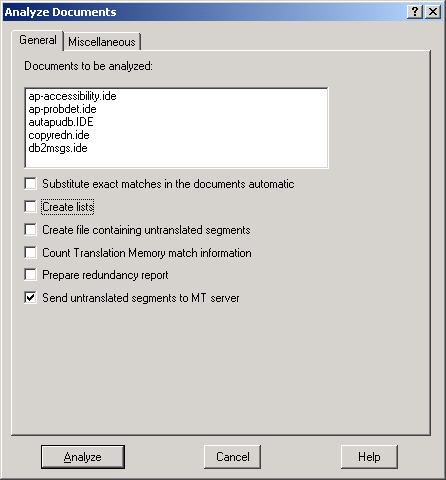 Analyze Documents
General Miscellaneous
Documents to be analyzed:
ap-accessibility.ide
ap-probdet.ide
autapudb.IDE
copyredn.ide
db2msgs.ide
Substitute exact matches in the documents automatic
Create lists
Create file containing untranslated segments
Count Translation Memory match information
Prepare redundancy report
Send untranslated segments to MT server
Analyze Cancel Help